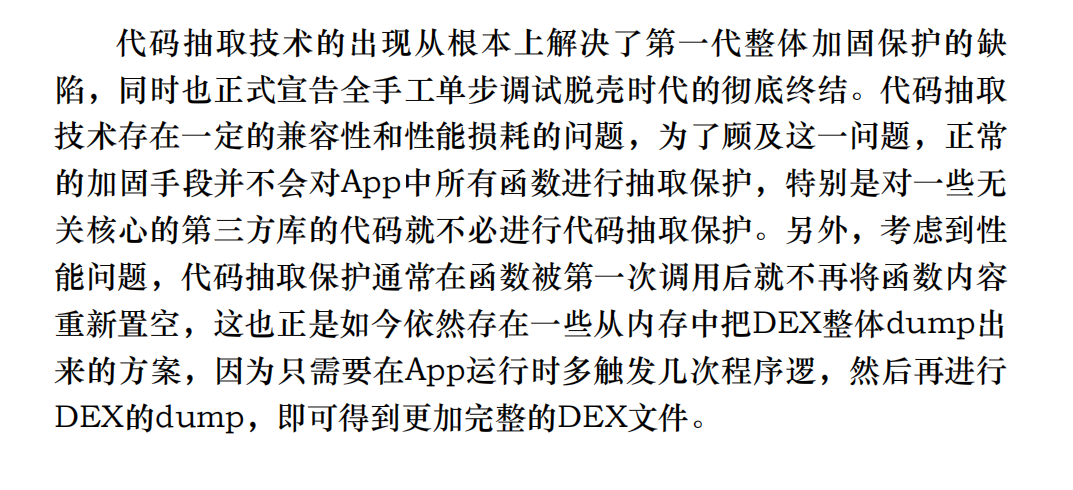 代码抽取技术的出现从根本上解决了第一代整体加固保护的缺
陷，同时也正式宣告全手工单步调试脱壳时代的彻底终结。代码抽取
技术存在一定的兼容性和性能损耗的问题，为了顾及这一问题，正常
的加固手段并不会对App中所有函数进行抽取保护，特别是对一些无
关核心的第三方库的代码就不必进行代码抽取保护。另外，考虑到性
能问题，代码抽取保护通常在函数被第一次调用后就不再将函数内容
重新置空，这也正是如今依然存在一些从内存中把DEX整体dump出
来的方案，因为只需要在App运行时多触发几次程序逻，然后再进行
DEX的dump，即可得到更加完整的DEX文件。